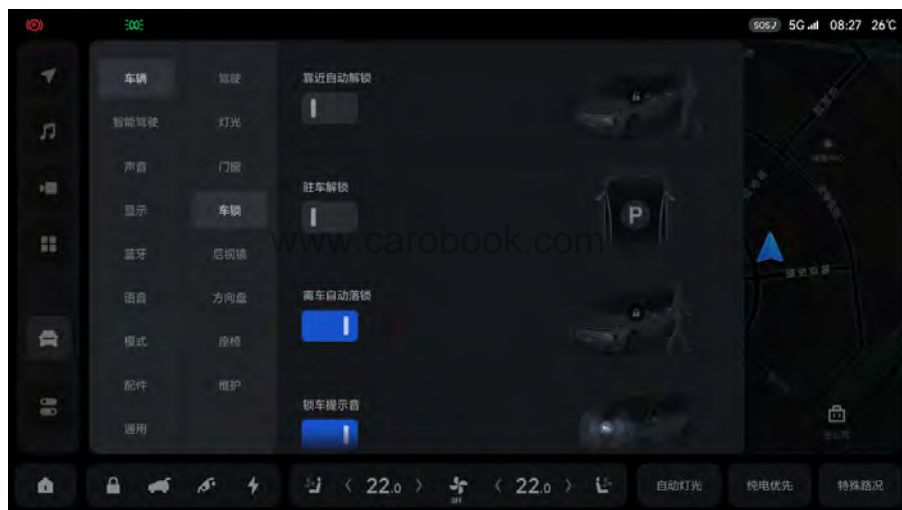 SOS 5G 08:27 26℃
车辆
驾驶
靠近自动解锁
智能驾驶
灯光
声音
门窗
驻车解锁
显示
车锁
P
蓝牙
后视镜
www.carobook.com
语音
方向盘
离车自动落锁
模式
座椅
配件
维护
锁车提示音
通用
22.0
OFF
22.0
自动灯光
纯电优先
特殊路况